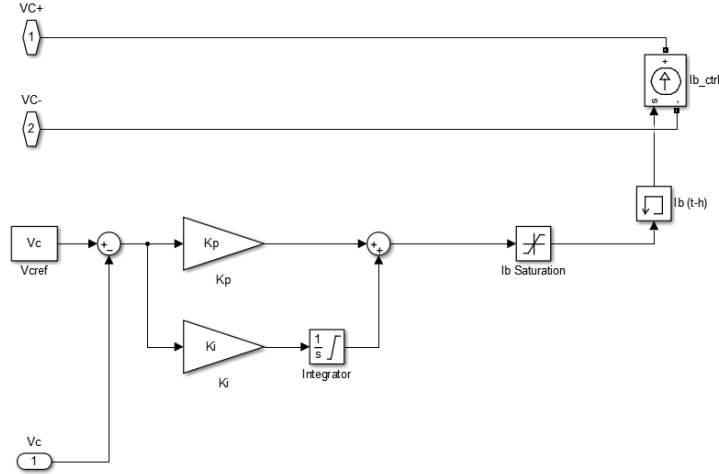 VC+
1
+
Ib_ctrl
s
-
VC-
2
Ib (t-h)
Vc
Vcref
+
−
Kp
Kp
+
+
Ib Saturation
Ki
Ki
1
s
Integrator
Vc
1